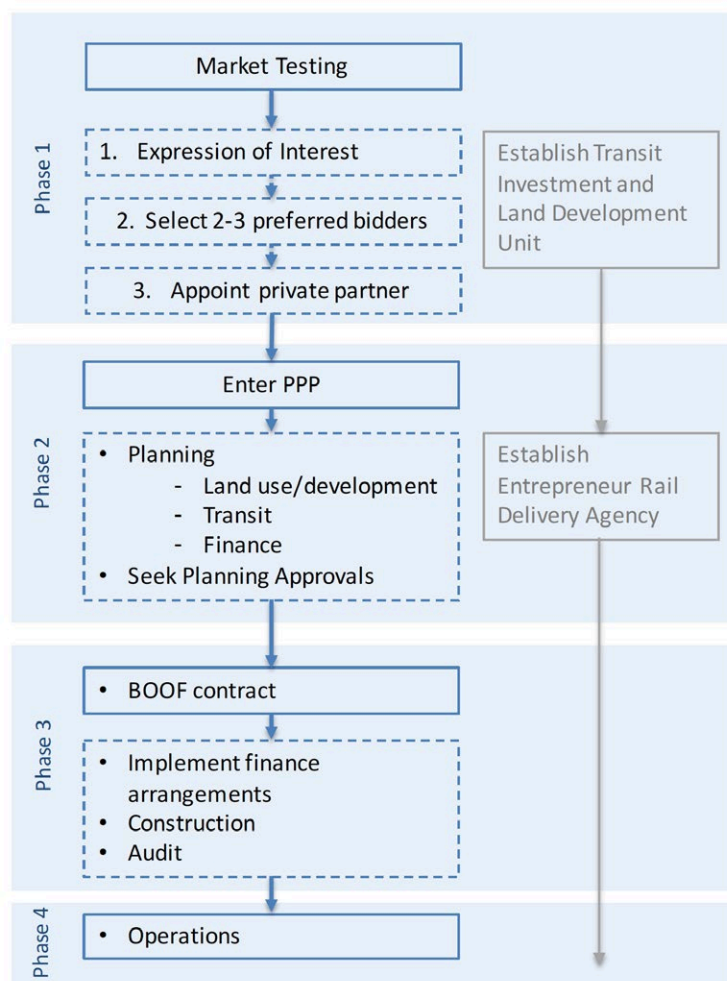 Phase 1
Market Testing
1. Expression of Interest
2. Select 2-3 preferred bidders
3. Appoint private partner
Establish Transit
Investment and
Land Development
Unit
Phase 2
Enter PPP
• Planning
- Land use/development
- Transit
- Finance
• Seek Planning Approvals
Establish
Entrepreneur Rail
Delivery Agency
Phase 3
• BOOF contract
• Implement finance
arrangements
• Construction
• Audit
Phase 4
• Operations